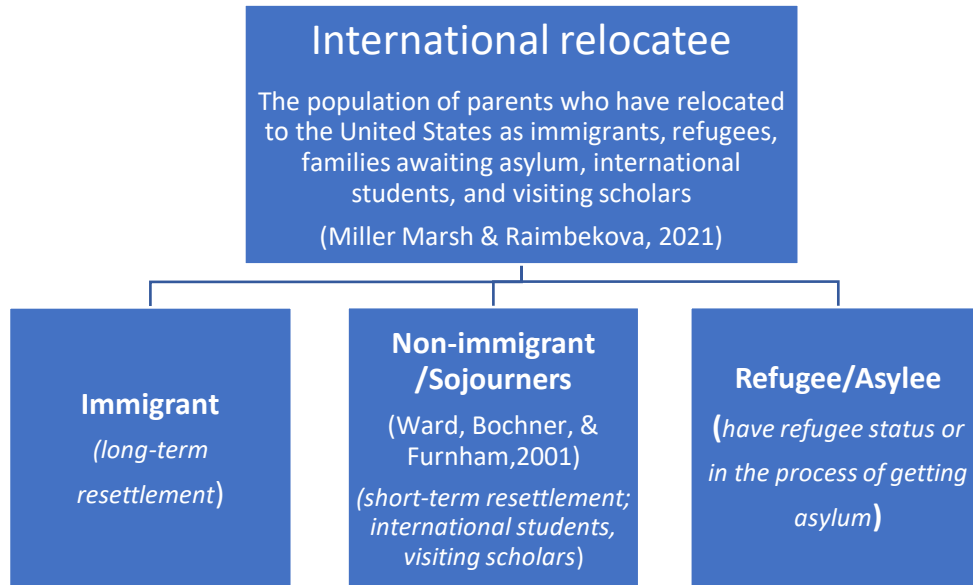 International relocatee
The population of parents who have relocated
to the United States as immigrants, refugees,
families awaiting asylum, international
students, and visiting scholars
(Miller Marsh & Raimbekova, 2021)
Immigrant
(long-term
resettlement)
Non-immigrant
/Sojourners
(Ward, Bochner, &
Furnham,2001)
(short-term resettlement;
international students,
visiting scholars)
Refugee/Asylee
(have refugee status or
in the process of getting
asylum)